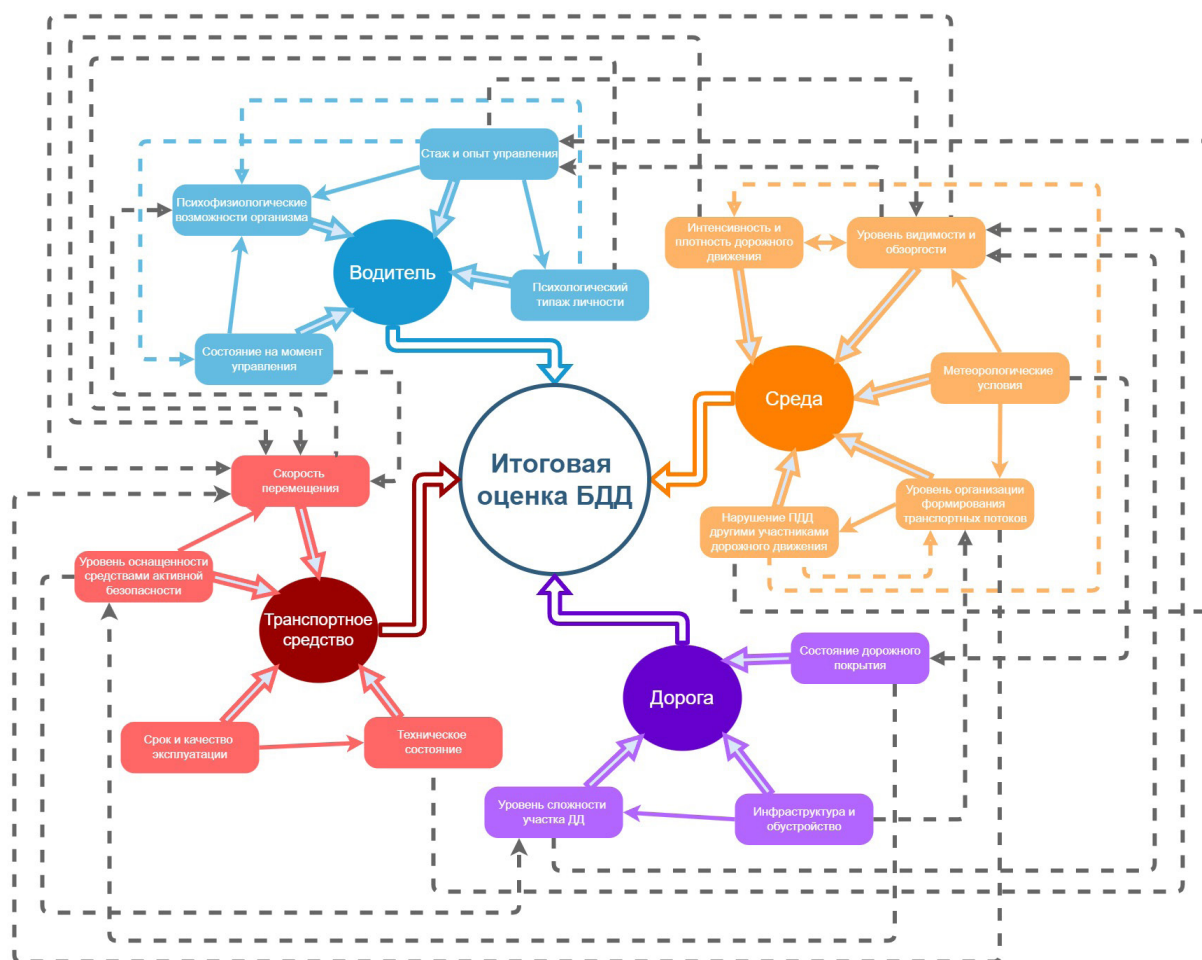 Стаж и опыт управления
Психофизиологические
возможности организма
Водитель
Психологический
типаж личности
Состояние на момент
управления
Интенсивность и
плотность дорожного
движения
Уровень видимости и
обзоргости
Метеорологические
условия
Среда
Уровень организации
формирования
транспортных потоков
Нарушение ПДД
другими участниками
дорожного движения
Итоговая
оценка БДД
Скорость
перемещения
Уровень оснащенности
средствами активной
безопасности
Транспортное
средство
Срок и качество
эксплуатации
Техническое
состояние
Состояние дорожного
покрытия
Дорога
Уровень сложности
участка ДД
Инфраструктура и
обустройство